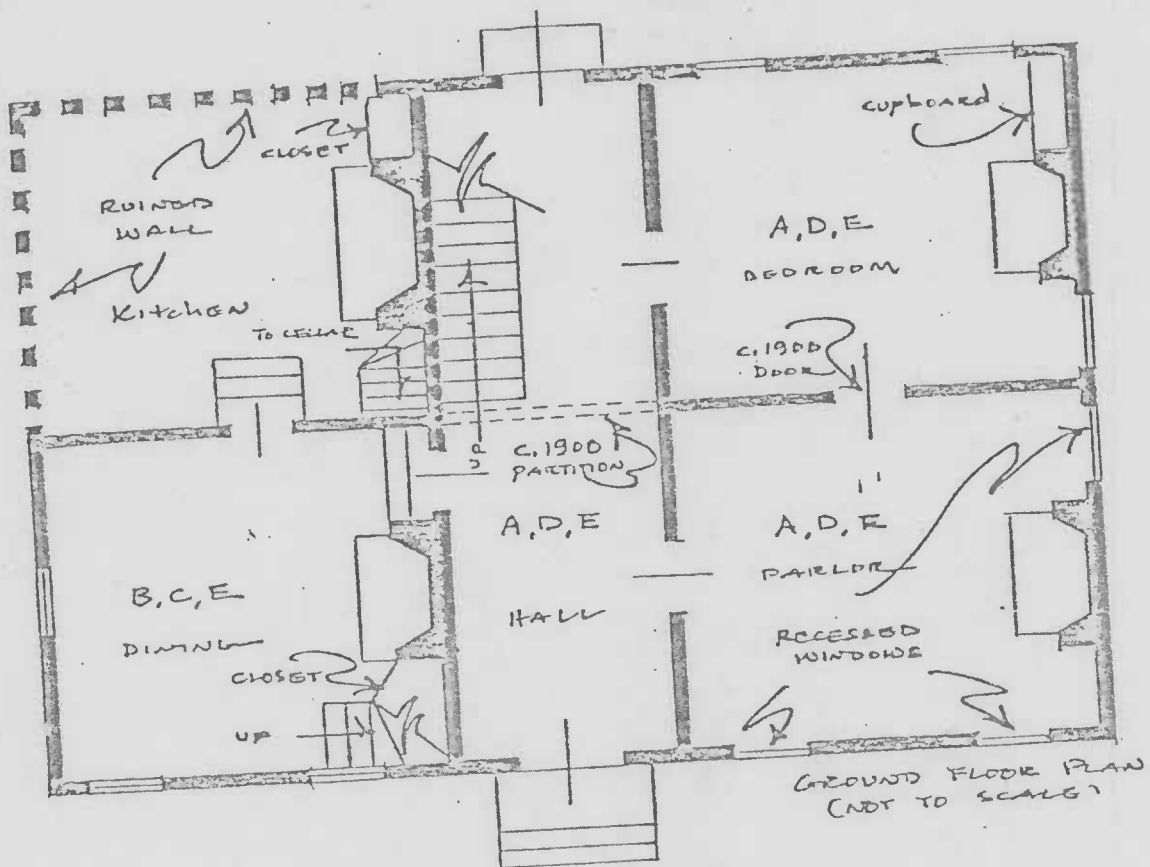 CUPBOARD
CLOSET
RUINED
WALL
KITCHEN
TO CELLAR
A, D, E
BEDROOM
C. 1900
DOOR
UP
C. 1900
PARTITION
A, D, E
HALL
A, D, E
PARLOR
B, C, E
DINING
CLOSET
UP
RECESSED
WINDOWS
GROUND FLOOR PLAN
(NOT TO SCALE)